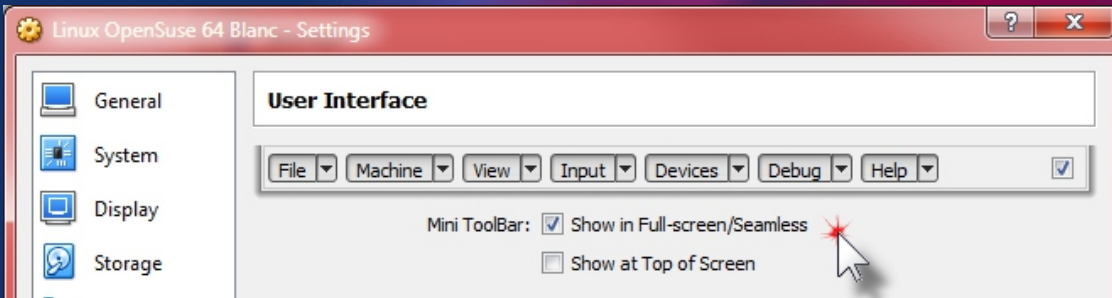 Linux OpenSuse 64 Blanc - Settings
?
X
General
User Interface
System
File Machine View Input Devices Debug Help
Display
Mini ToolBar: Show in Full-screen/Seamless
Storage
Show at Top of Screen